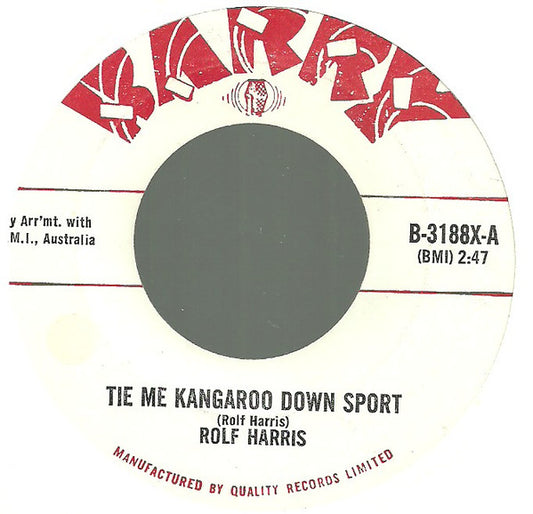 BARRY
y Arr'mt. with
M.I., Australia
B-3188X-A
(BMI) 2:47
TIE ME KANGAROO DOWN SPORT
(Rolf Harris)
ROLF HARRIS
MANUFACTURED BY QUALITY RECORDS LIMITED